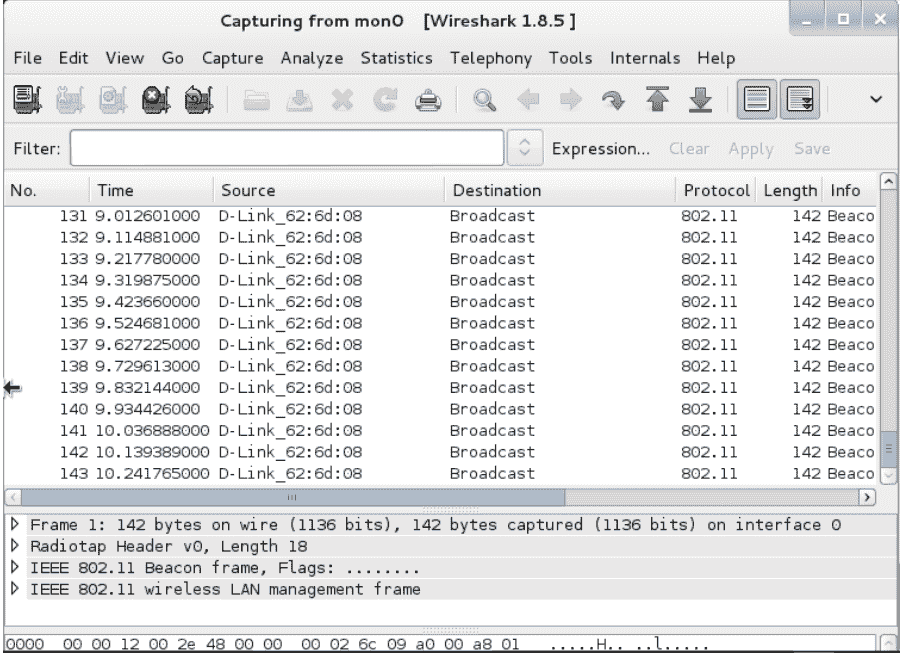 Capturing from mon0 [Wireshark 1.8.5 ]
File Edit View Go Capture Analyze Statistics Telephony Tools Internals Help
Filter: Expression... Clear Apply Save
No. Time Source Destination Protocol Length Info
131 9.012601000 D-Link_62:6d:08 Broadcast 802.11 142 Beaco
132 9.114881000 D-Link_62:6d:08 Broadcast 802.11 142 Beaco
133 9.217780000 D-Link_62:6d:08 Broadcast 802.11 142 Beaco
134 9.319875000 D-Link_62:6d:08 Broadcast 802.11 142 Beaco
135 9.423660000 D-Link_62:6d:08 Broadcast 802.11 142 Beaco
136 9.524681000 D-Link_62:6d:08 Broadcast 802.11 142 Beaco
137 9.627225000 D-Link_62:6d:08 Broadcast 802.11 142 Beaco
138 9.729613000 D-Link_62:6d:08 Broadcast 802.11 142 Beaco
139 9.832144000 D-Link_62:6d:08 Broadcast 802.11 142 Beaco
140 9.934426000 D-Link_62:6d:08 Broadcast 802.11 142 Beaco
141 10.036888000 D-Link_62:6d:08 Broadcast 802.11 142 Beaco
142 10.139389000 D-Link_62:6d:08 Broadcast 802.11 142 Beaco
143 10.241765000 D-Link_62:6d:08 Broadcast 802.11 142 Beaco
Frame 1: 142 bytes on wire (1136 bits), 142 bytes captured (1136 bits) on interface 0
Radiotap Header v0, Length 18
IEEE 802.11 Beacon frame, Flags: ........
IEEE 802.11 wireless LAN management frame
0000 00 00 12 00 2e 48 00 00 00 02 6c 09 a0 00 a8 01 .....H.. ..l.....